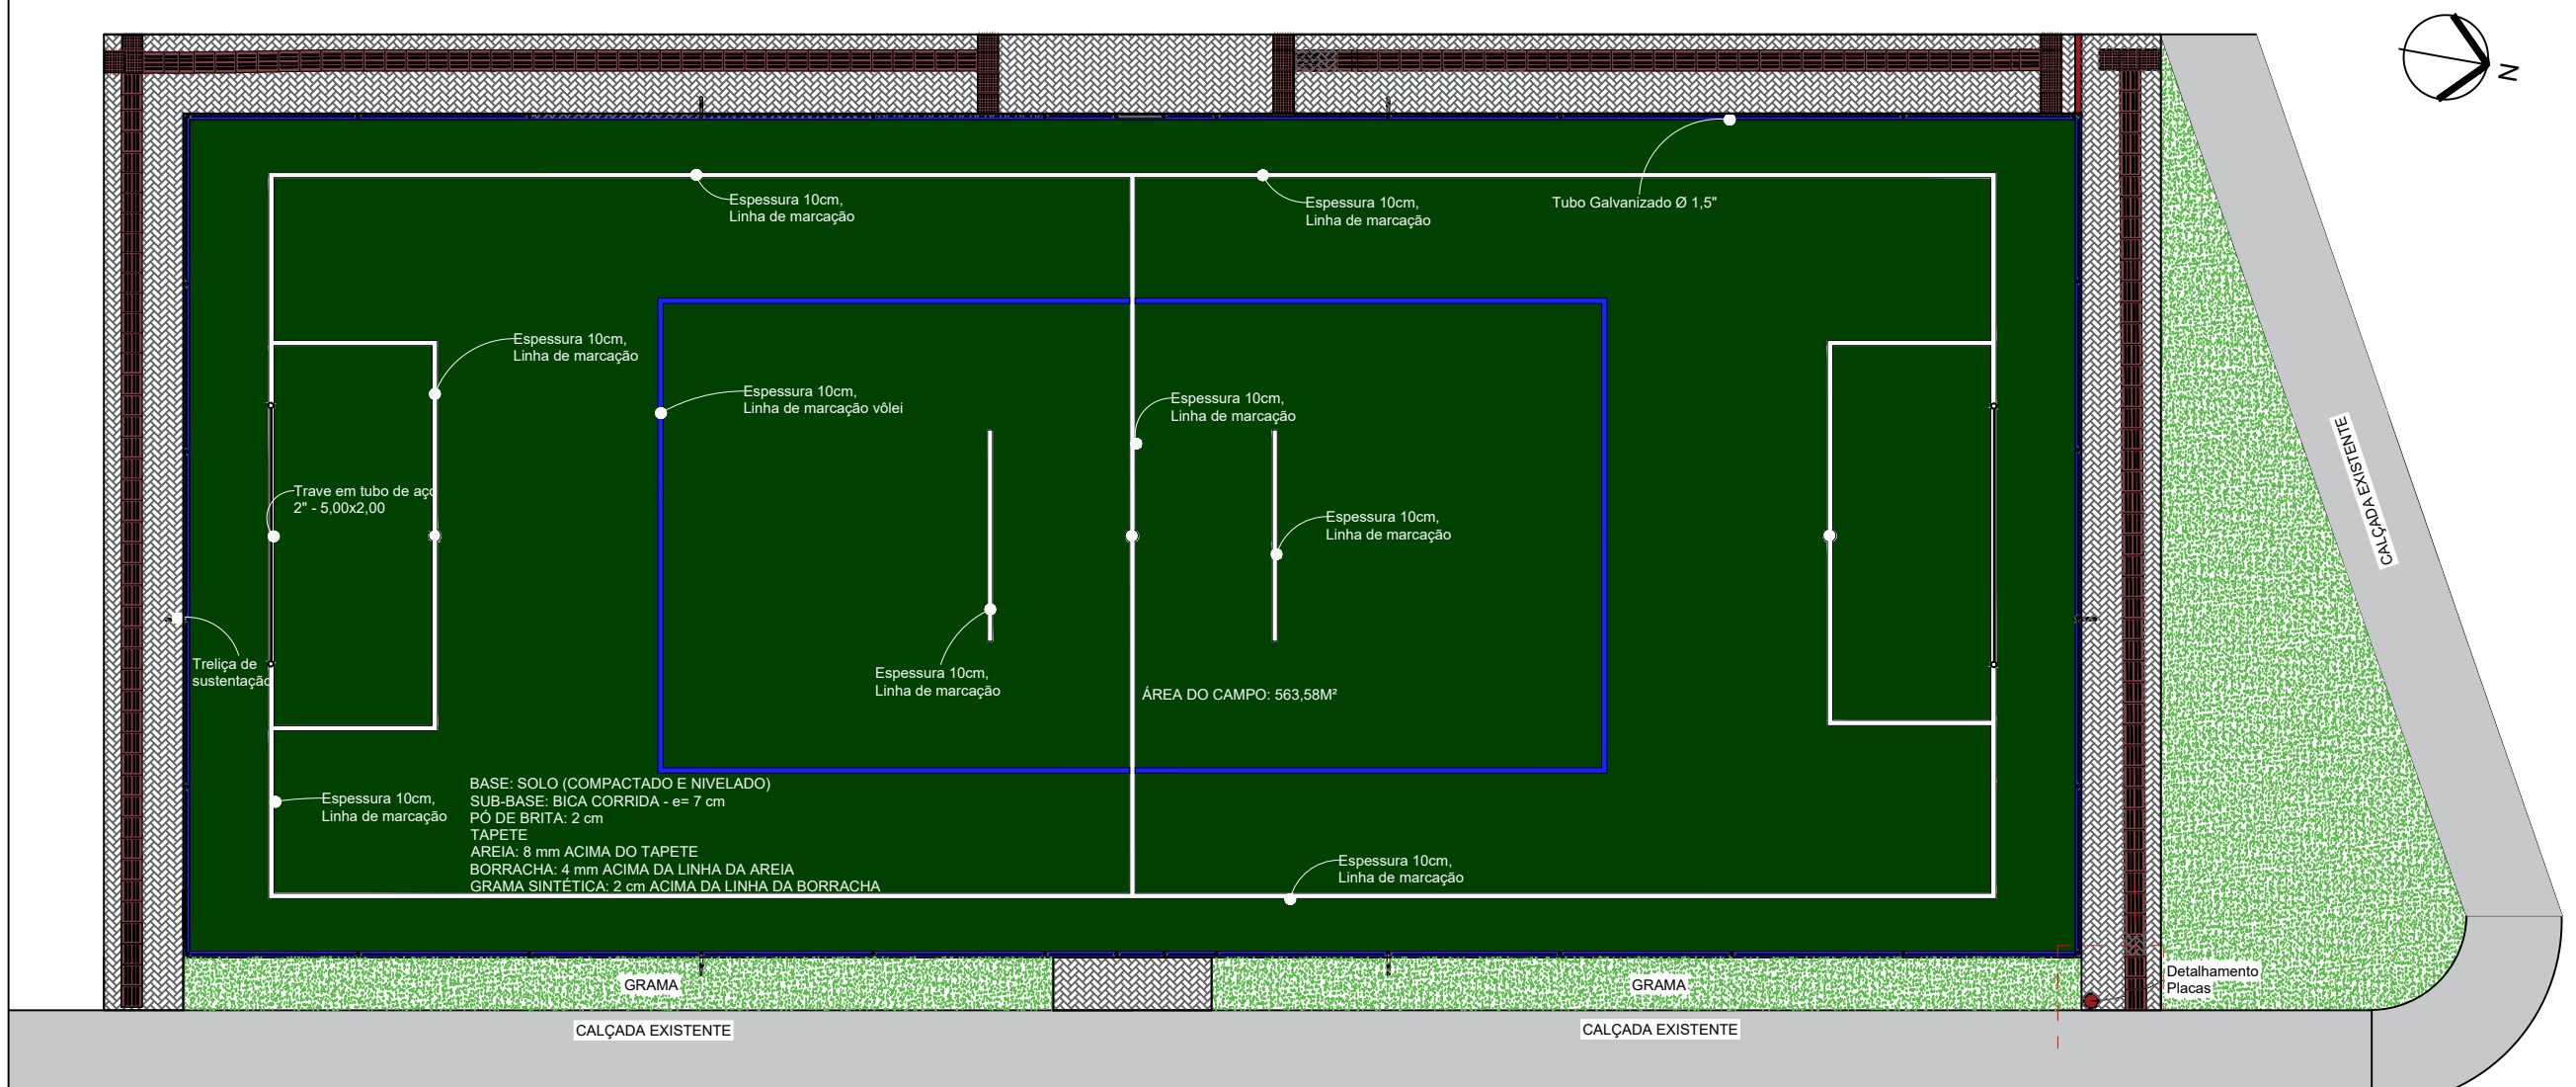 N
Espessura 10cm,
Linha de marcação
Espessura 10cm,
Linha de marcação
Tubo Galvanizado Ø 1,5"
Espessura 10cm,
Linha de marcação
Espessura 10cm,
Linha de marcação vôlei
Espessura 10cm,
Linha de marcação
CALÇADA EXISTENTE
Trave em tubo de aço
2" - 5,00x2,00
Espessura 10cm,
Linha de marcação
Treliça de
sustentação
Espessura 10cm,
Linha de marcação
ÁREA DO CAMPO: 563,58M²
Espessura 10cm,
Linha de marcação
BASE: SOLO (COMPACTADO E NIVELADO)
SUB-BASE: BICA CORRIDA - e= 7 cm
PÓ DE BRITA: 2 cm
TAPETE
AREIA: 8 mm ACIMA DO TAPETE
BORRACHA: 4 mm ACIMA DA LINHA DA AREIA
GRAMA SINTÉTICA: 2 cm ACIMA DA LINHA DA BORRACHA
Espessura 10cm,
Linha de marcação
GRAMA
GRAMA
Detalhamento
Placas
CALÇADA EXISTENTE
CALÇADA EXISTENTE